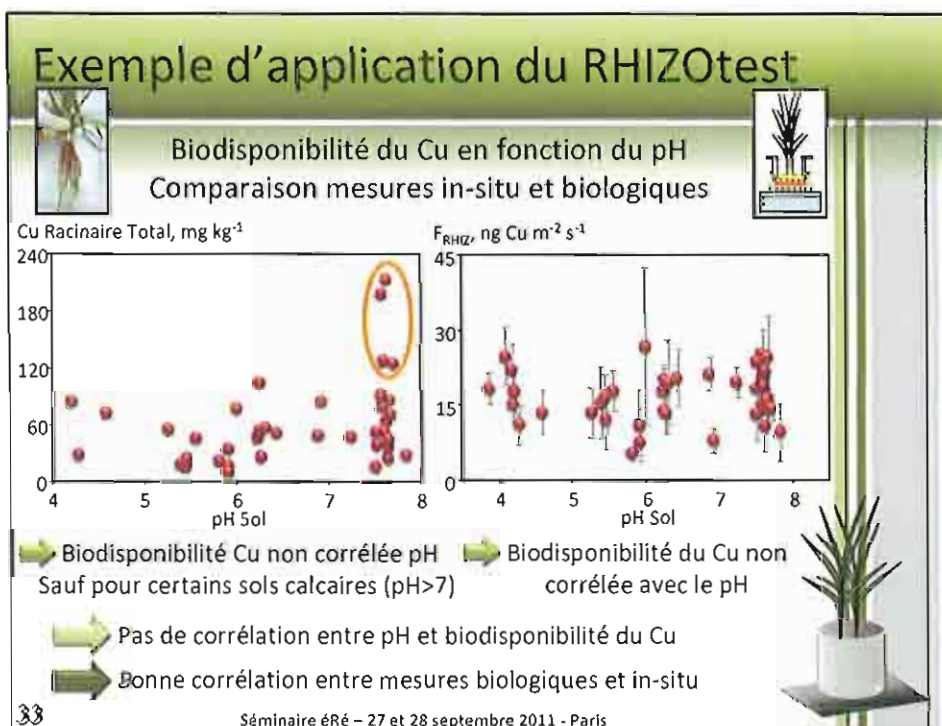 Exemple d'application du RHIZOtest
Biodisponibilité du Cu en fonction du pH
Comparaison mesures in-situ et biologiques
Cu Racinaire Total, mg kg⁻¹
240
180
120
60
0
4 5 6 7 8
pH Sol
F_RHIZ, ng Cu m⁻² s⁻¹
45
30
15
0
4 5 6 7 8
pH Sol
Biodisponibilité Cu non corrélée pH
Sauf pour certains sols calcaires (pH>7)
Biodisponibilité du Cu non
corrélée avec le pH
Pas de corrélation entre pH et biodisponibilité du Cu
Bonne corrélation entre mesures biologiques et in-situ
33
Séminaire éRé – 27 et 28 septembre 2011 - Paris